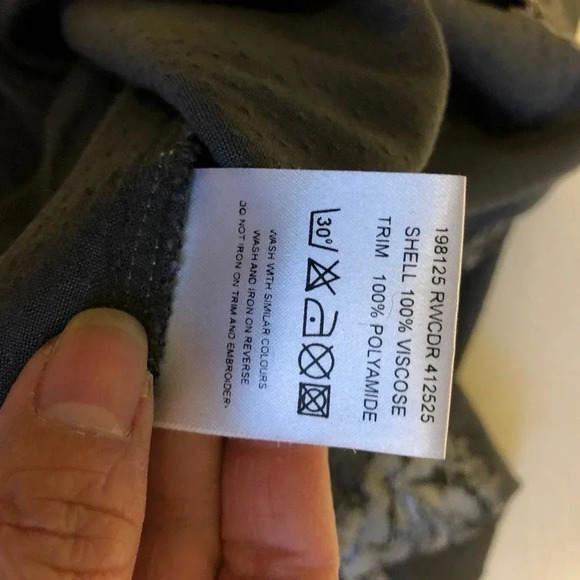 198125 RWCDR 412525
SHELL 100% VISCOSE
TRIM 100% POLYAMIDE
30°
WASH WITH SIMILAR COLOURS
WASH AND IRON ON REVERSE
DO NOT IRON ON TRIM AND EMBROIDERY